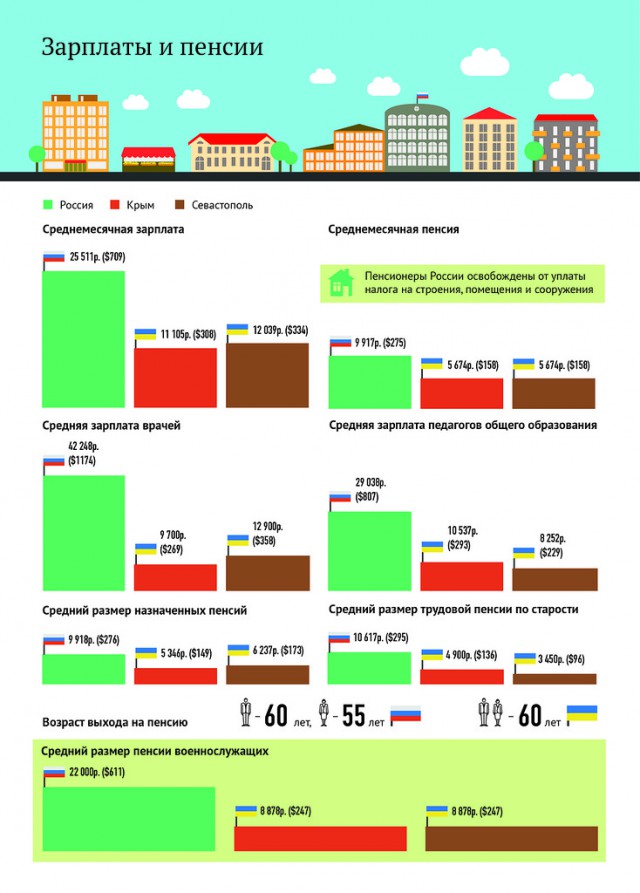 Зарплаты и пенсии
Россия
Крым
Севастополь
Среднемесячная зарплата
25 511р. ($709)
11 105р. ($308)
12 039р. ($334)
Среднемесячная пенсия
Пенсионеры России освобождены от уплаты
налога на строения, помещения и сооружения
9 917р. ($275)
5 674р. ($158)
5 674р. ($158)
Средняя зарплата врачей
42 248р.
($1174)
9 700р.
($269)
12 900р.
($358)
Средняя зарплата педагогов общего образования
29 038р.
($807)
10 537р.
($293)
8 252р.
($229)
Средний размер назначенных пенсий
9 918р. ($276)
5 346р. ($149)
6 237р. ($173)
Средний размер трудовой пенсии по старости
10 617р. ($295)
4 900р. ($136)
3 450р. ($96)
Возраст выхода на пенсию
- 60 лет, - 55 лет
- 60 лет
Средний размер пенсии военнослужащих
22 000р. ($611)
8 878р. ($247)
8 878р. ($247)